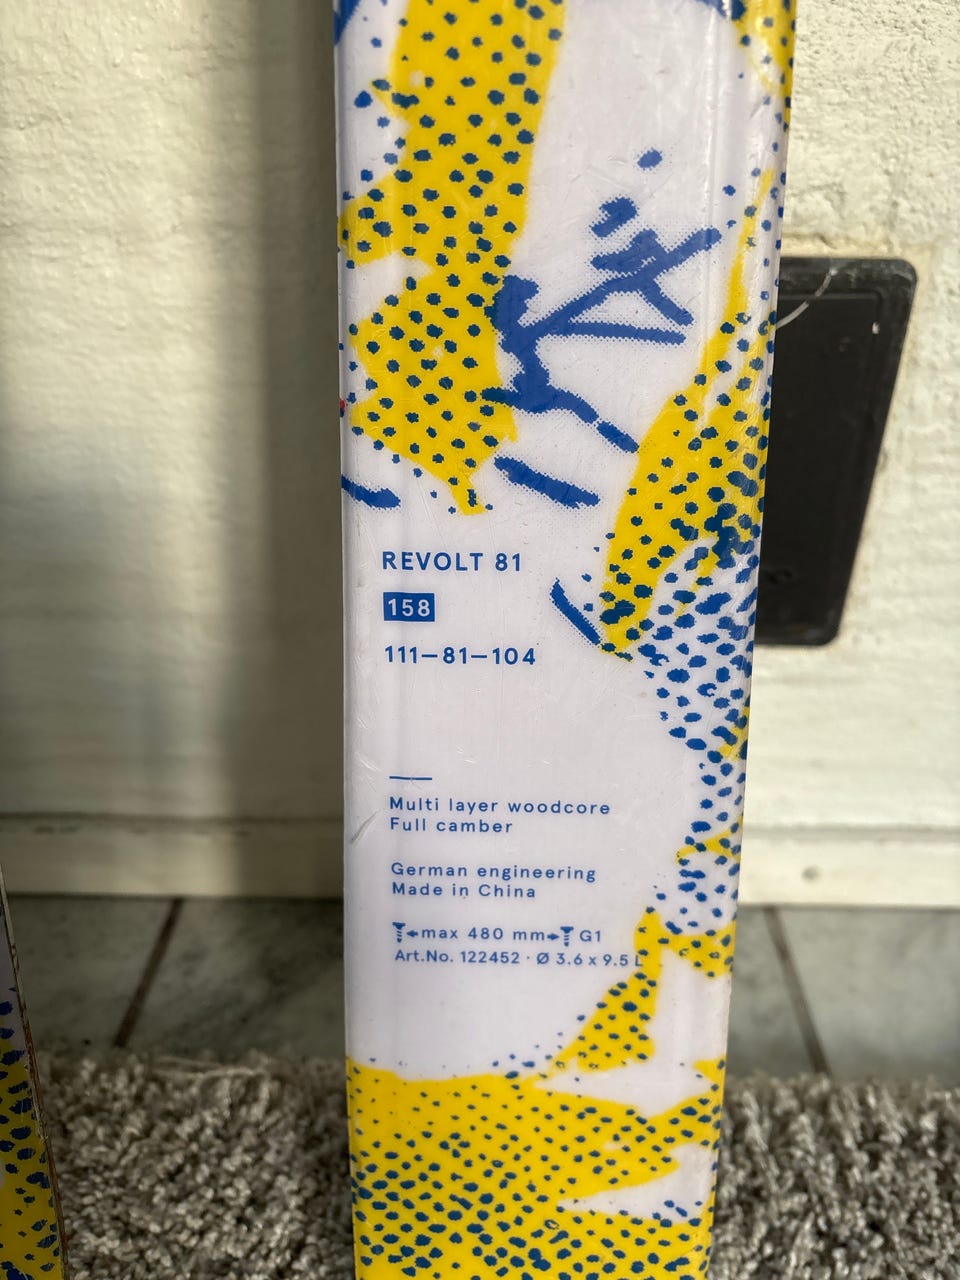 REVOLT 81
158
111–81–104
Multi layer woodcore
Full camber
German engineering
Made in China
max 480 mm G1
Art.No. 122452 · Ø 3.6 x 9.5 L